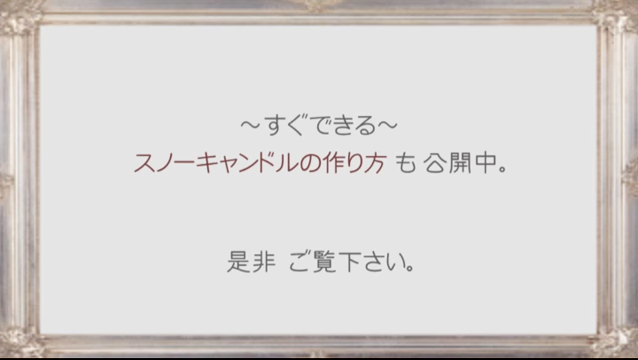 ～すぐできる～
スノーキャンドルの作り方 も 公開中。
是非 ご覧下さい。